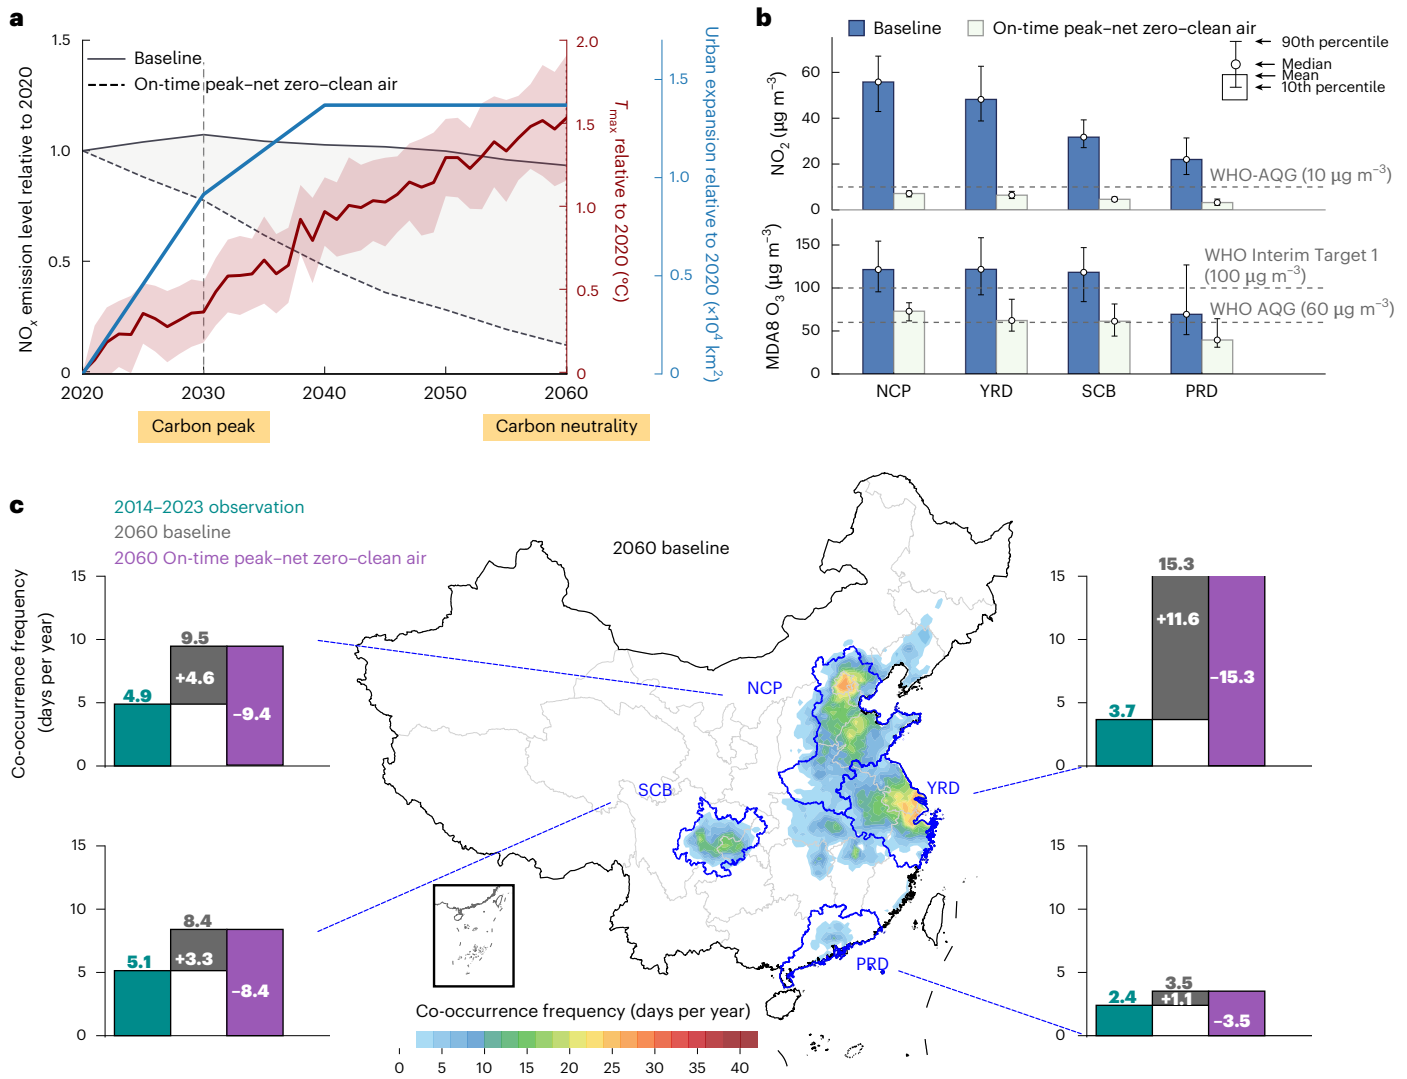 a
Baseline
On-time peak–net zero–clean air
NOx emission level relative to 2020
1.5
1.0
0.5
0
2020
2030
2040
2050
2060
Carbon peak
Carbon neutrality
2.0
1.5
1.0
0.5
0
Tmax relative to 2020 (°C)
1.5
1.0
0.5
0
Urban expansion relative to 2020 (×10⁴ km²)
b
Baseline
On-time peak–net zero–clean air
90th percentile
Median
Mean
10th percentile
NO₂ (µg m⁻³)
60
40
20
0
WHO-AQG (10 µg m⁻³)
MDA8 O₃ (µg m⁻³)
150
100
50
0
WHO Interim Target 1
(100 µg m⁻³)
WHO AQG (60 µg m⁻³)
NCP
YRD
SCB
PRD
c
2014–2023 observation
2060 baseline
2060 On-time peak–net zero–clean air
2060 baseline
Co-occurrence frequency
(days per year)
15
10
5
0
4.9
9.5
+4.6
–9.4
15
10
5
0
5.1
8.4
+3.3
–8.4
NCP
SCB
YRD
PRD
Co-occurrence frequency (days per year)
0 5 10 15 20 25 30 35 40
15
10
5
0
3.7
15.3
+11.6
–15.3
15
10
5
0
2.4
3.5
+1.1
–3.5